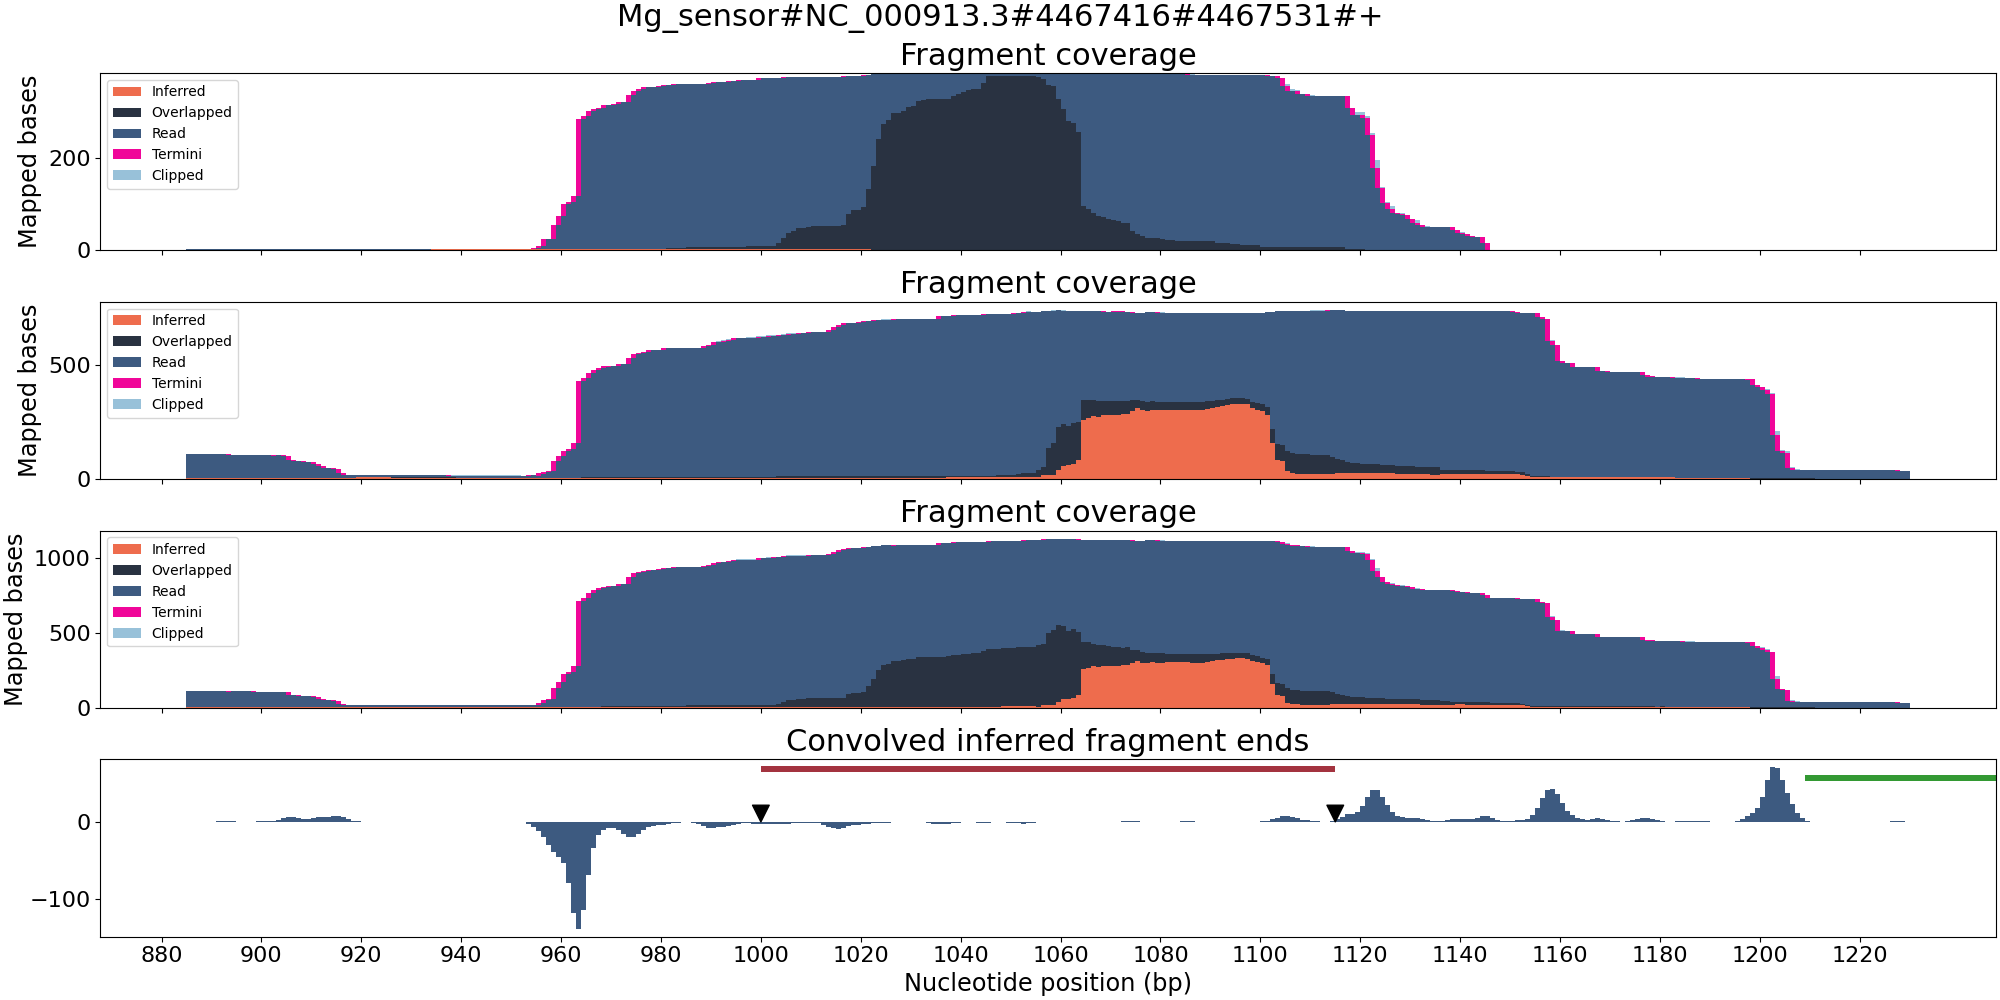 Mg_sensor#NC_000913.3#4467416#4467531#+
Fragment coverage
Mapped bases
200
0
Inferred
Overlapped
Read
Termini
Clipped
Fragment coverage
Mapped bases
500
0
Inferred
Overlapped
Read
Termini
Clipped
Fragment coverage
Mapped bases
1000
500
0
Inferred
Overlapped
Read
Termini
Clipped
Convolved inferred fragment ends
0
−100
880 900 920 940 960 980 1000 1020 1040 1060 1080 1100 1120 1140 1160 1180 1200 1220
Nucleotide position (bp)